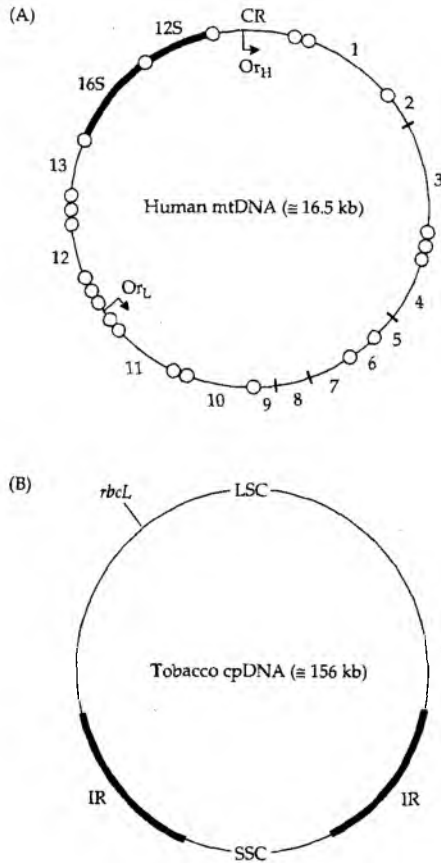 (A)
CR
12S
1
Or_H
16S
2
13
3
Human mtDNA (≅ 16.5 kb)
12
Or_L
4
5
11
6
10
9
8
7
(B)
rbcL
LSC
Tobacco cpDNA (≅ 156 kb)
IR
IR
SSC